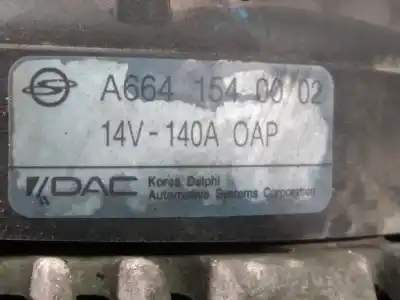 A664 154 00 02
14V-140A OAP
DAC Korea Delphi
Automotive Systems Corporation